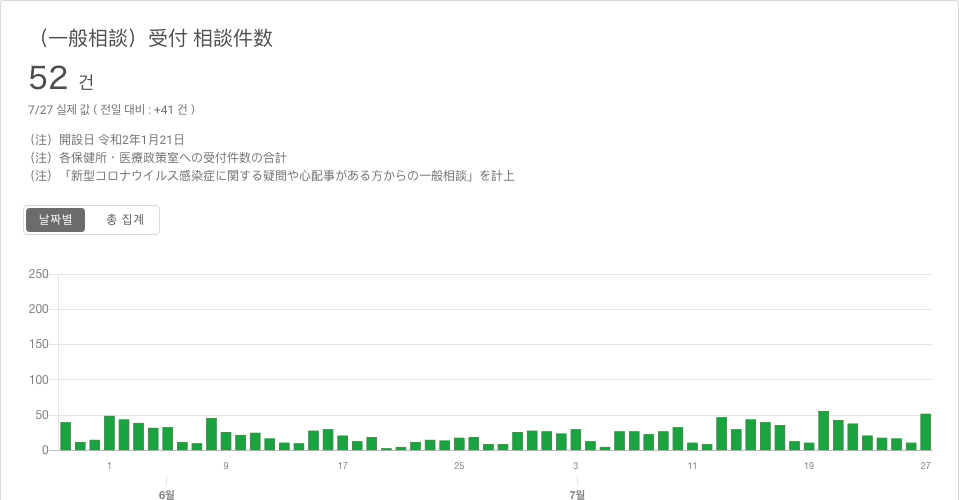 （一般相談）受付 相談件数
52 건
7/27 실제 값 ( 전일 대비 : +41 건 )
（注）開設日 令和2年1月21日
（注）各保健所・医療政策室への受付件数の合計
（注）「新型コロナウイルス感染症に関する疑問や心配事がある方からの一般相談」を計上
날짜별 총 집계
250
200
150
100
50
0
1 9 17 25 3 11 19 27
6월 7월